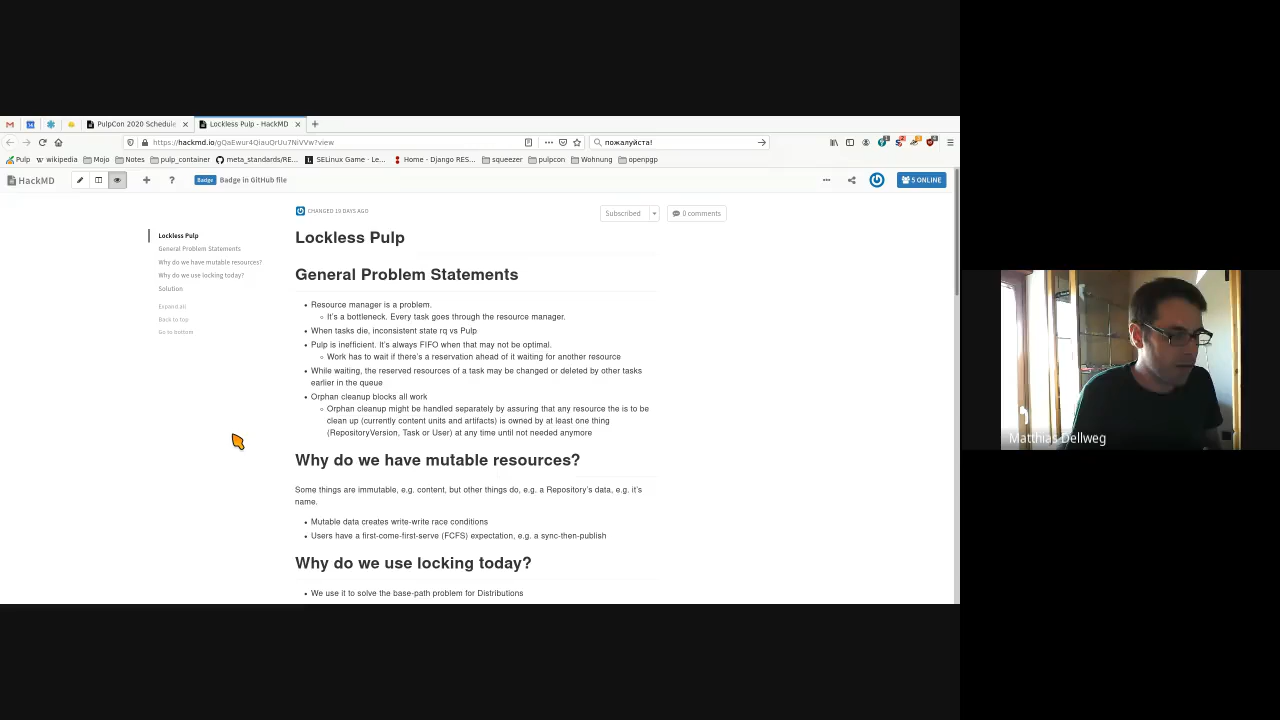 PulpCon 2020 Schedule
Lockless Pulp - HackMD
https://hackmd.io/gQaEwur4QiauQrUu7NiVVw?view
пожалуйста!
Pulp
wikipedia
Mojo
Notes
pulp_container
meta_standards/RE...
SELinux Game - Le...
Home - Django RES...
squeezer
pulpcon
Wohnung
openpgp
HackMD
Badge
Badge in GitHub file
5 ONLINE
CHANGED 19 DAYS AGO
Subscribed
0 comments
Lockless Pulp
General Problem Statements
Why do we have mutable resources?
Why do we use locking today?
Solution
Expand all
Back to top
Go to bottom
Lockless Pulp
General Problem Statements
• Resource manager is a problem.
◦ It's a bottleneck. Every task goes through the resource manager.
• When tasks die, inconsistent state rq vs Pulp
• Pulp is inefficient. It's always FIFO when that may not be optimal.
◦ Work has to wait if there's a reservation ahead of it waiting for another resource
• While waiting, the reserved resources of a task may be changed or deleted by other tasks
earlier in the queue
• Orphan cleanup blocks all work
◦ Orphan cleanup might be handled separately by assuring that any resource the is to be
clean up (currently content units and artifacts) is owned by at least one thing
(RepositoryVersion, Task or User) at any time until not needed anymore
Why do we have mutable resources?
Some things are immutable, e.g. content, but other things do, e.g. a Repository's data, e.g. it's
name.
• Mutable data creates write-write race conditions
• Users have a first-come-first-serve (FCFS) expectation, e.g. a sync-then-publish
Why do we use locking today?
• We use it to solve the base-path problem for Distributions
Matthias Dellweg